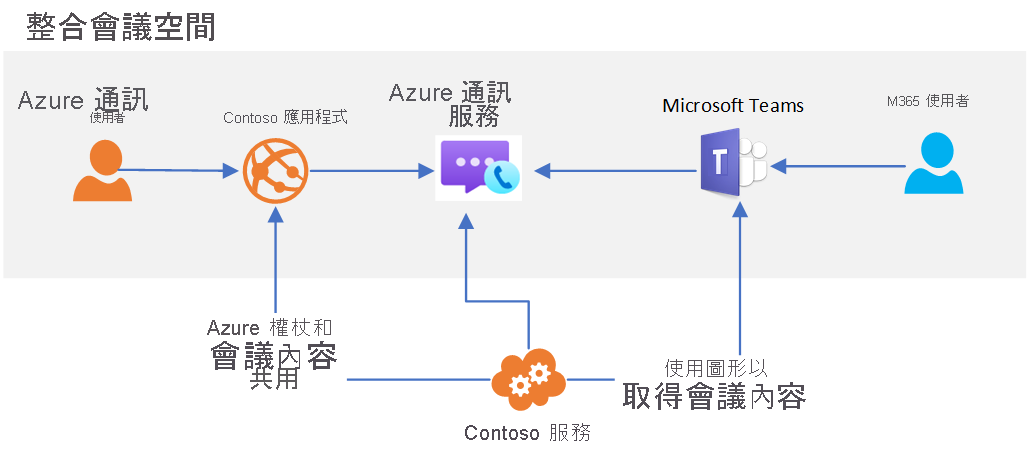 整合會議空間
Azure 通訊
使用者
Contoso 應用程式
Azure 通訊
服務
Microsoft Teams
M365 使用者
T
Azure 權杖和
會議內容
共用
使用圖形以
取得會議內容
Contoso 服務